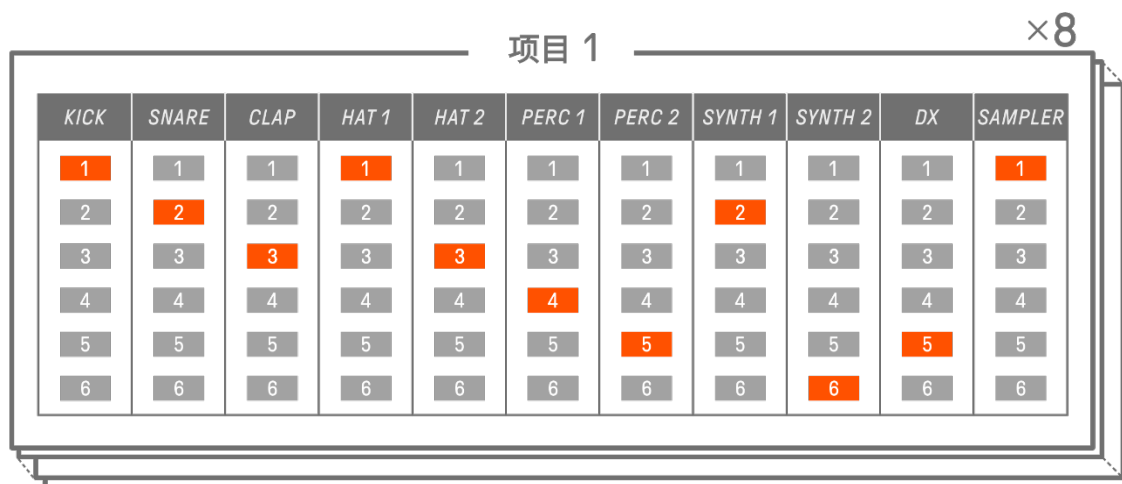 ×8
项目 1
KICK SNARE CLAP HAT 1 HAT 2 PERC 1 PERC 2 SYNTH 1 SYNTH 2 DX SAMPLER
1 1 1 1 1 1 1 1 1 1 1
2 2 2 2 2 2 2 2 2 2 2
3 3 3 3 3 3 3 3 3 3 3
4 4 4 4 4 4 4 4 4 4 4
5 5 5 5 5 5 5 5 5 5 5
6 6 6 6 6 6 6 6 6 6 6